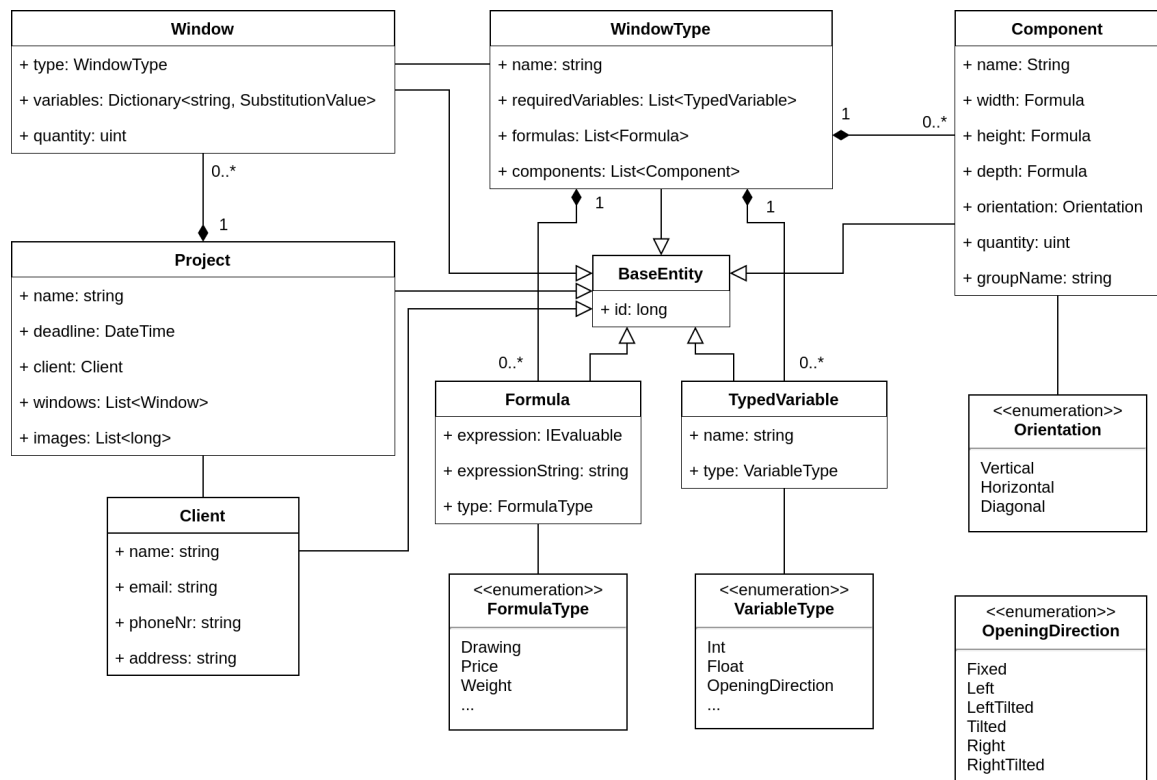 Window
+ type: WindowType
+ variables: Dictionary<string, SubstitutionValue>
+ quantity: uint
WindowType
+ name: string
+ requiredVariables: List<TypedVariable>
+ formulas: List<Formula>
+ components: List<Component>
Component
+ name: String
+ width: Formula
+ height: Formula
+ depth: Formula
+ orientation: Orientation
+ quantity: uint
+ groupName: string
1
0..*
0..*
1
1
1
Project
+ name: string
+ deadline: DateTime
+ client: Client
+ windows: List<Window>
+ images: List<long>
BaseEntity
+ id: long
0..*
0..*
Formula
+ expression: IEvaluable
+ expressionString: string
+ type: FormulaType
TypedVariable
+ name: string
+ type: VariableType
<<enumeration>>
Orientation
Vertical
Horizontal
Diagonal
Client
+ name: string
+ email: string
+ phoneNr: string
+ address: string
<<enumeration>>
FormulaType
Drawing
Price
Weight
...
<<enumeration>>
VariableType
Int
Float
OpeningDirection
...
<<enumeration>>
OpeningDirection
Fixed
Left
LeftTilted
Tilted
Right
RightTilted